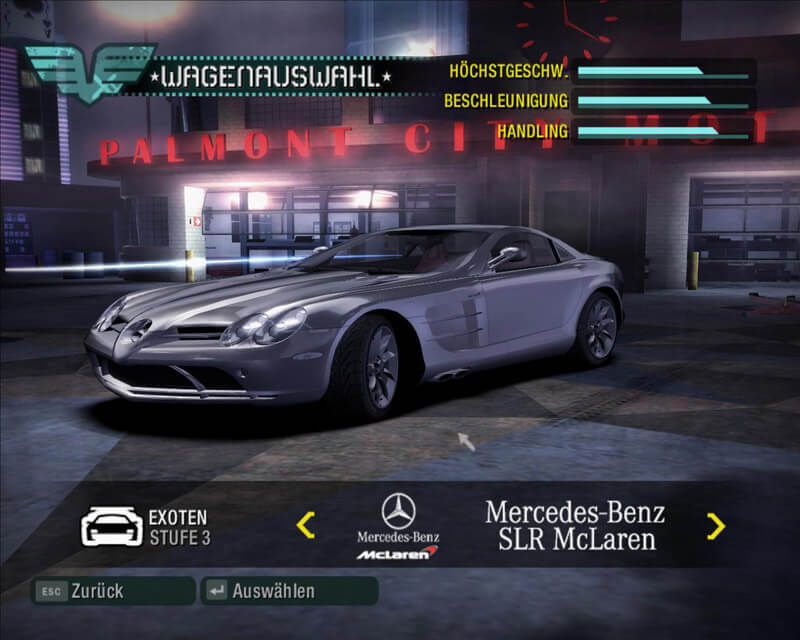 ★WAGENAUSWAHL★
HÖCHSTGESCHW.
BESCHLEUNIGUNG
HANDLING
PALMONT CITY MOT
EXOTEN
STUFE 3
Mercedes-Benz
McLaren
Mercedes-Benz
SLR McLaren
ESC Zurück
Auswählen